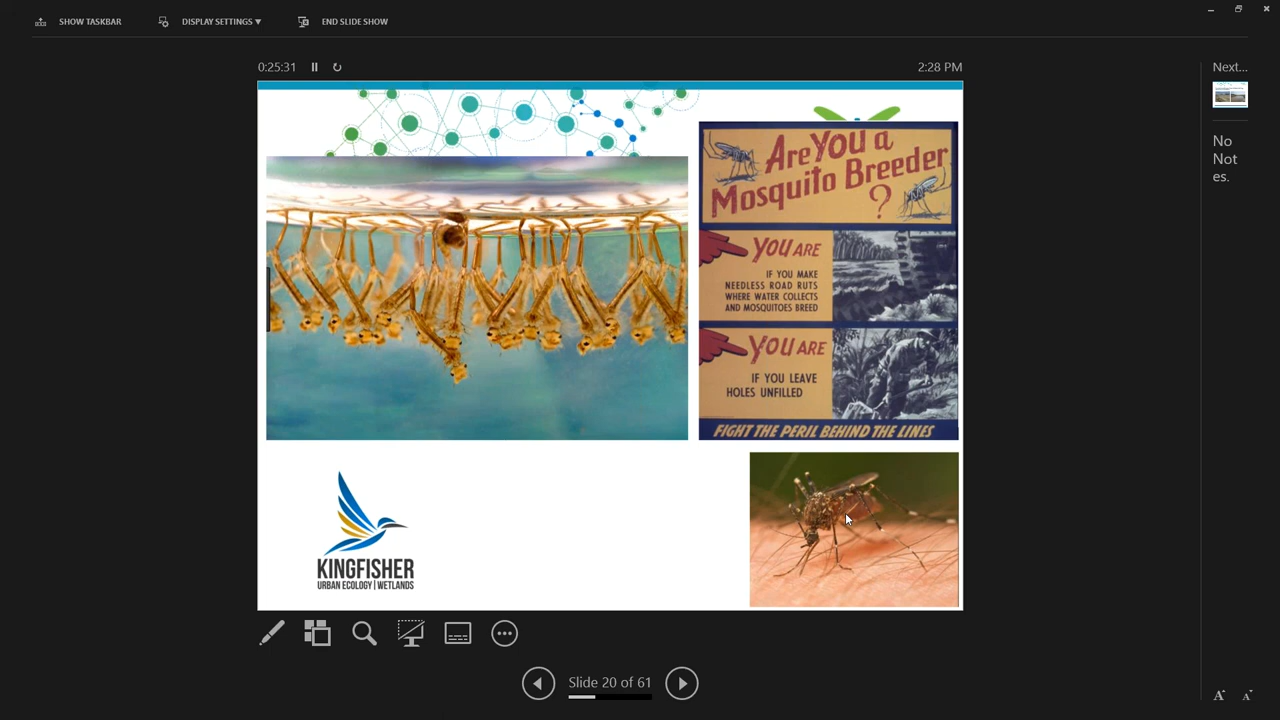 SHOW TASKBAR
DISPLAY SETTINGS ▼
END SLIDE SHOW
0:25:31
2:28 PM
Next...
No
Not
es.
Are You a
Mosquito Breeder
?
YOU ARE
IF YOU MAKE
NEEDLESS ROAD RUTS
WHERE WATER COLLECTS
AND MOSQUITOES BREED
YOU ARE
IF YOU LEAVE
HOLES UNFILLED
FIGHT THE PERIL BEHIND THE LINES
KINGFISHER
URBAN ECOLOGY | WETLANDS
Slide 20 of 61
A
A